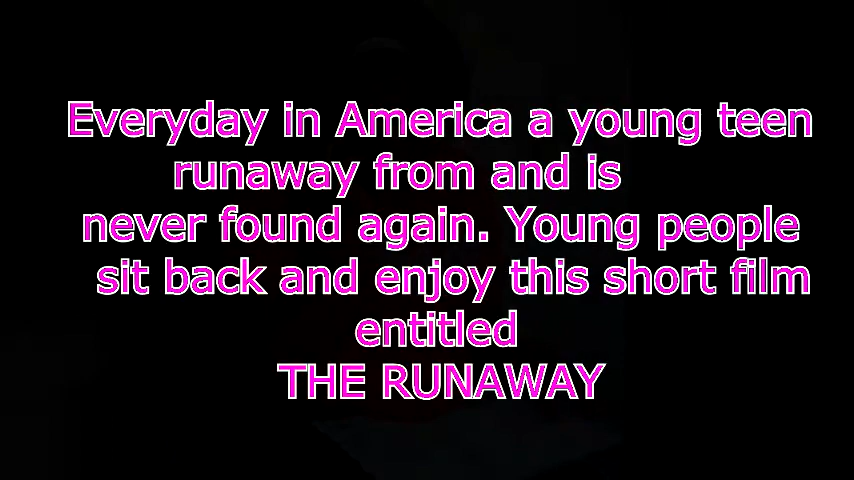 Everyday in America a young teen
runaway from and is
never found again. Young people
sit back and enjoy this short film
entitled
THE RUNAWAY